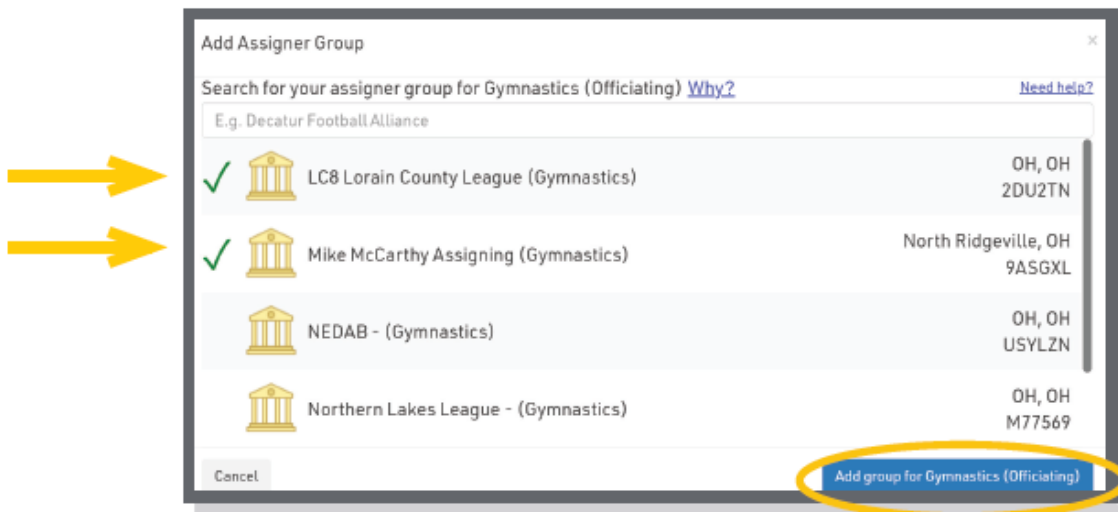 Add Assigner Group
×
Search for your assigner group for Gymnastics (Officiating) Why?
Need help?
E.g. Decatur Football Alliance
LC8 Lorain County League (Gymnastics)
OH, OH
2DU2TN
Mike McCarthy Assigning (Gymnastics)
North Ridgeville, OH
9ASGXL
NEDAB - (Gymnastics)
OH, OH
USYLZN
Northern Lakes League - (Gymnastics)
OH, OH
M77569
Cancel
Add group for Gymnastics (Officiating)